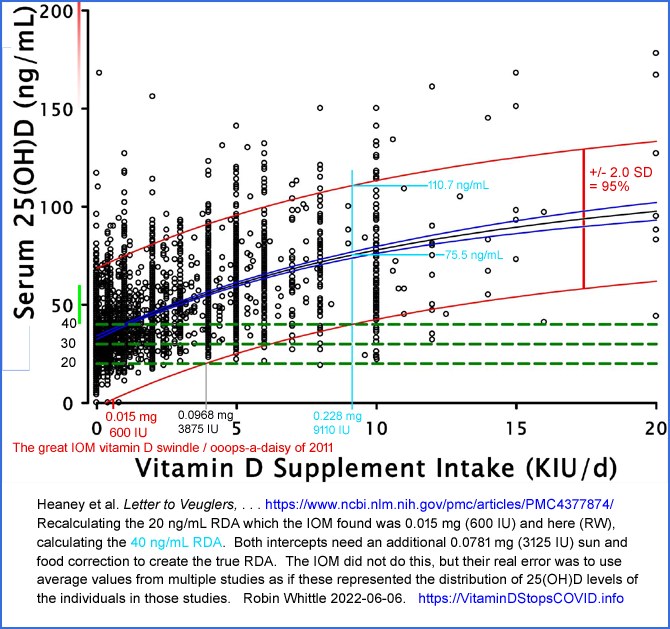 200
150
100
50
40
30
20
0
Serum 25(OH)D (ng/mL)
+/- 2.0 SD
= 95%
110.7 ng/mL
75.5 ng/mL
0 5 10 15 20
0.015 mg
600 IU
0.0968 mg
3875 IU
0.228 mg
9110 IU
The great IOM vitamin D swindle / ooops-a-daisy of 2011
Vitamin D Supplement Intake (KIU/d)
Heaney et al. Letter to Veuglers, . . . https://www.ncbi.nlm.nih.gov/pmc/articles/PMC4377874/
Recalculating the 20 ng/mL RDA which the IOM found was 0.015 mg (600 IU) and here (RW),
calculating the 40 ng/mL RDA. Both intercepts need an additional 0.0781 mg (3125 IU) sun and
food correction to create the true RDA. The IOM did not do this, but their real error was to use
average values from multiple studies as if these represented the distribution of 25(OH)D levels of
the individuals in those studies. Robin Whittle 2022-06-06. https://VitaminDStopsCOVID.info